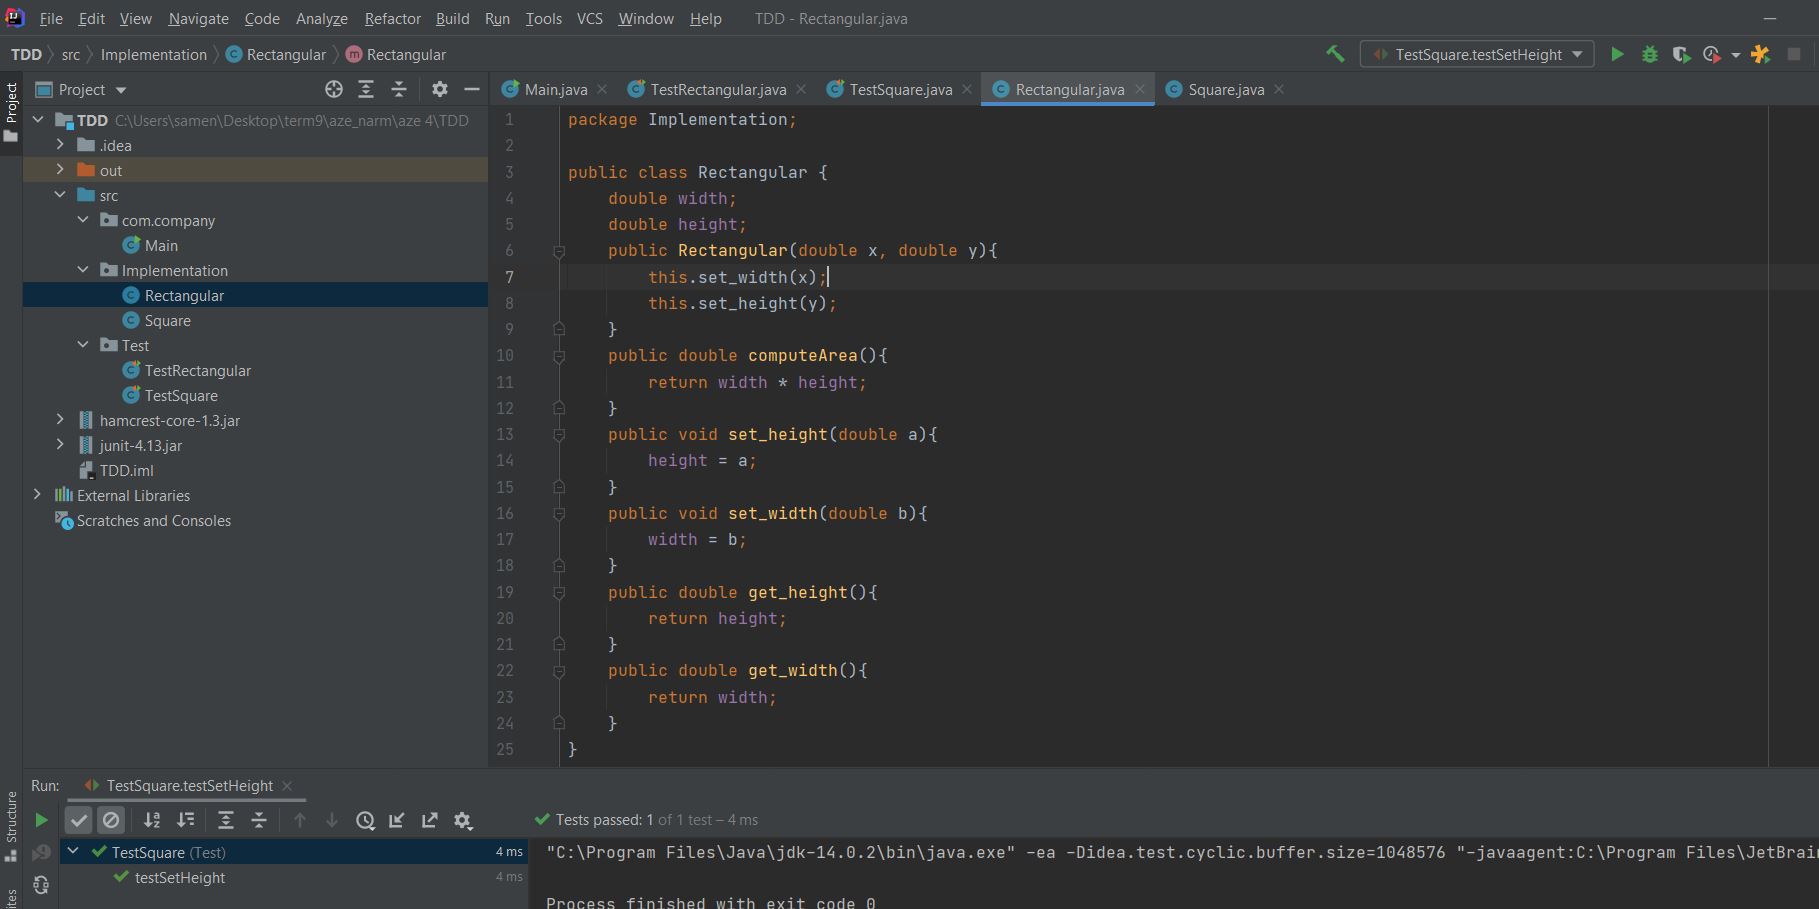 File Edit View Navigate Code Analyze Refactor Build Run Tools VCS Window Help TDD - Rectangular.java
TDD src Implementation Rectangular Rectangular
TestSquare.testSetHeight
Project
Project
Main.java TestRectangular.java TestSquare.java Rectangular.java Square.java
TDD C:\Users\samen\Desktop\term9\aze_narm\aze 4\TDD
.idea
out
src
com.company
Main
Implementation
Rectangular
Square
Test
TestRectangular
TestSquare
hamcrest-core-1.3.jar
junit-4.13.jar
TDD.iml
External Libraries
Scratches and Consoles
1 package Implementation;
2
3 public class Rectangular {
4 double width;
5 double height;
6 public Rectangular(double x, double y){
7 this.set_width(x);
8 this.set_height(y);
9 }
10 public double computeArea(){
11 return width * height;
12 }
13 public void set_height(double a){
14 height = a;
15 }
16 public void set_width(double b){
17 width = b;
18 }
19 public double get_height(){
20 return height;
21 }
22 public double get_width(){
23 return width;
24 }
25 }
Run: TestSquare.testSetHeight
Structure
Tests passed: 1 of 1 test – 4 ms
TestSquare (Test) 4 ms
testSetHeight 4 ms
"C:\Program Files\Java\jdk-14.0.2\bin\java.exe" -ea -Didea.test.cyclic.buffer.size=1048576 "-javaagent:C:\Program Files\JetBrai
Process finished with exit code 0